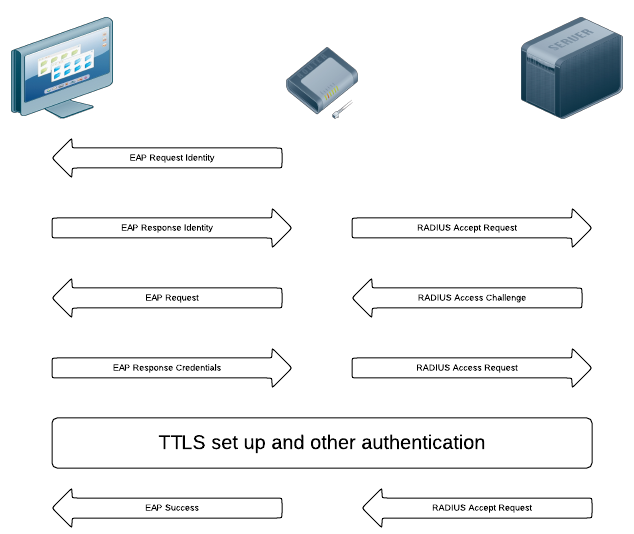 SERVER
EAP Request Identity
EAP Response Identity
RADIUS Accept Request
EAP Request
RADIUS Access Challenge
EAP Response Credentials
RADIUS Access Request
TTLS set up and other authentication
EAP Success
RADIUS Accept Request